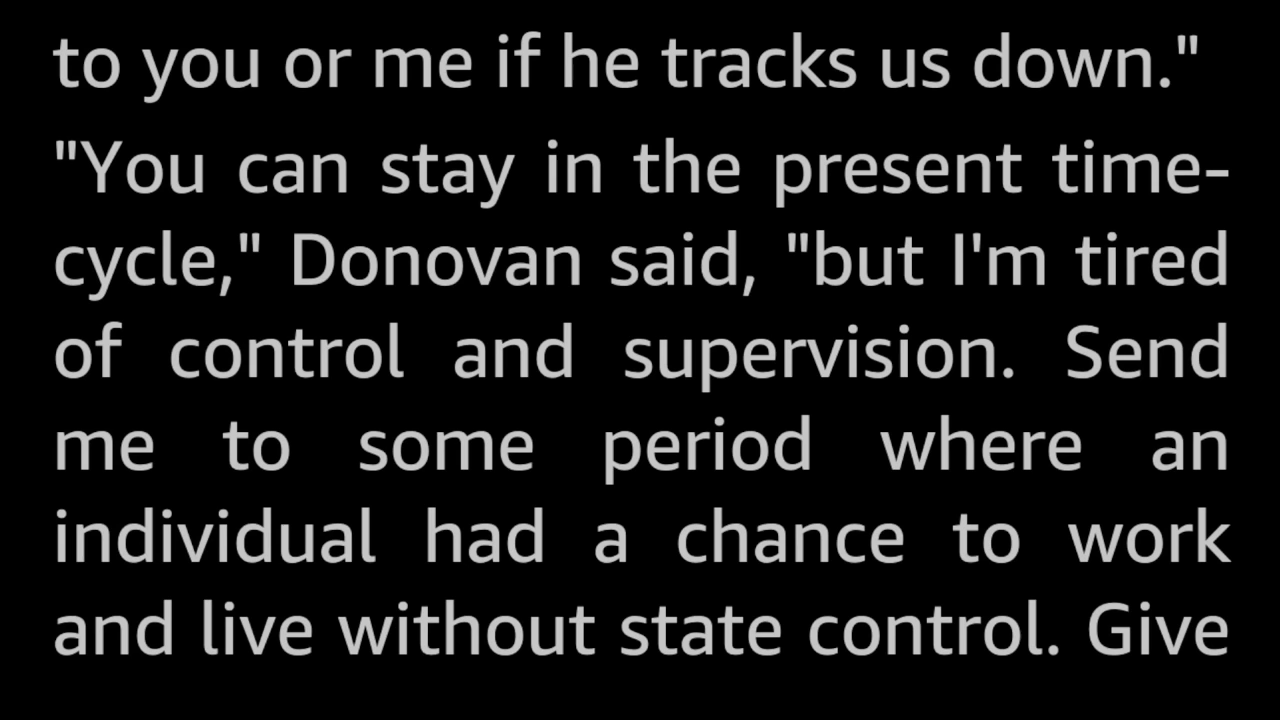 to you or me if he tracks us down."
"You can stay in the present time-
cycle," Donovan said, "but I'm tired
of control and supervision. Send
me to some period where an
individual had a chance to work
and live without state control. Give